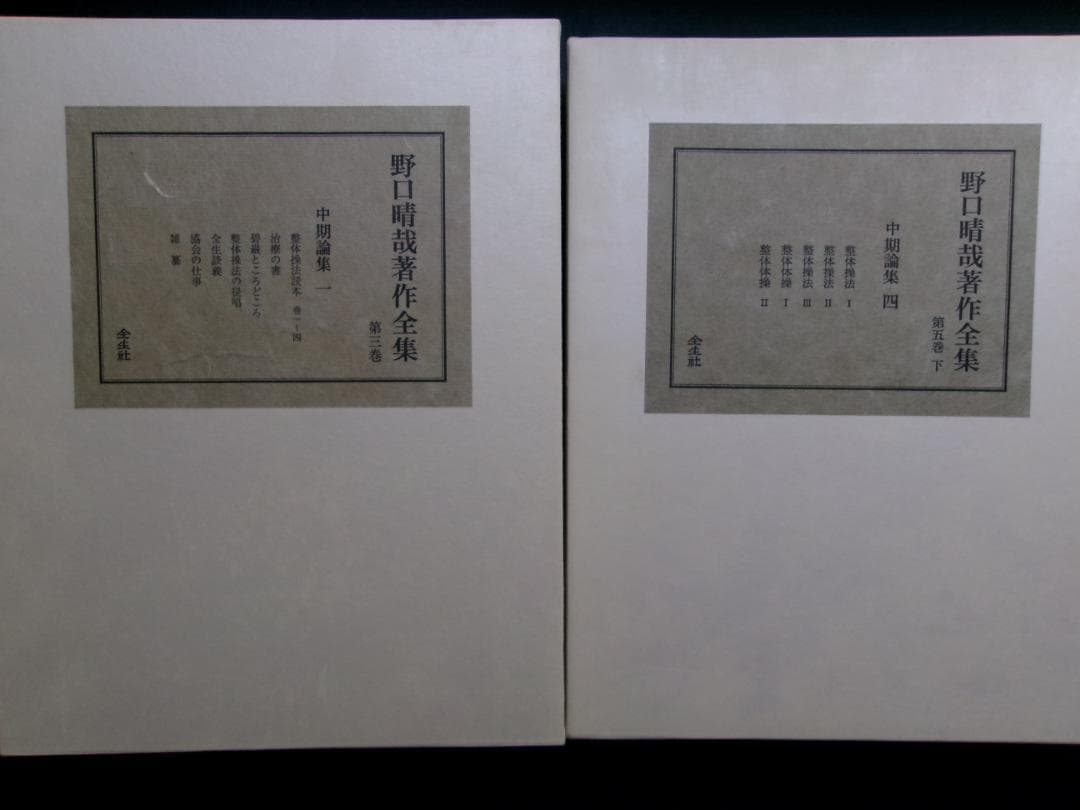 野口晴哉著作全集
第三巻
中期論集 一
整体操法読本 巻一〜四
治療の書
碧巌ところどころ
整体操法の提唱
全生談義
協会の仕事
雑纂
全生社
野口晴哉著作全集
第五巻 下
中期論集 四
整体操法 I
整体操法 II
整体操法 III
整体体操 I
整体体操 II
全生社